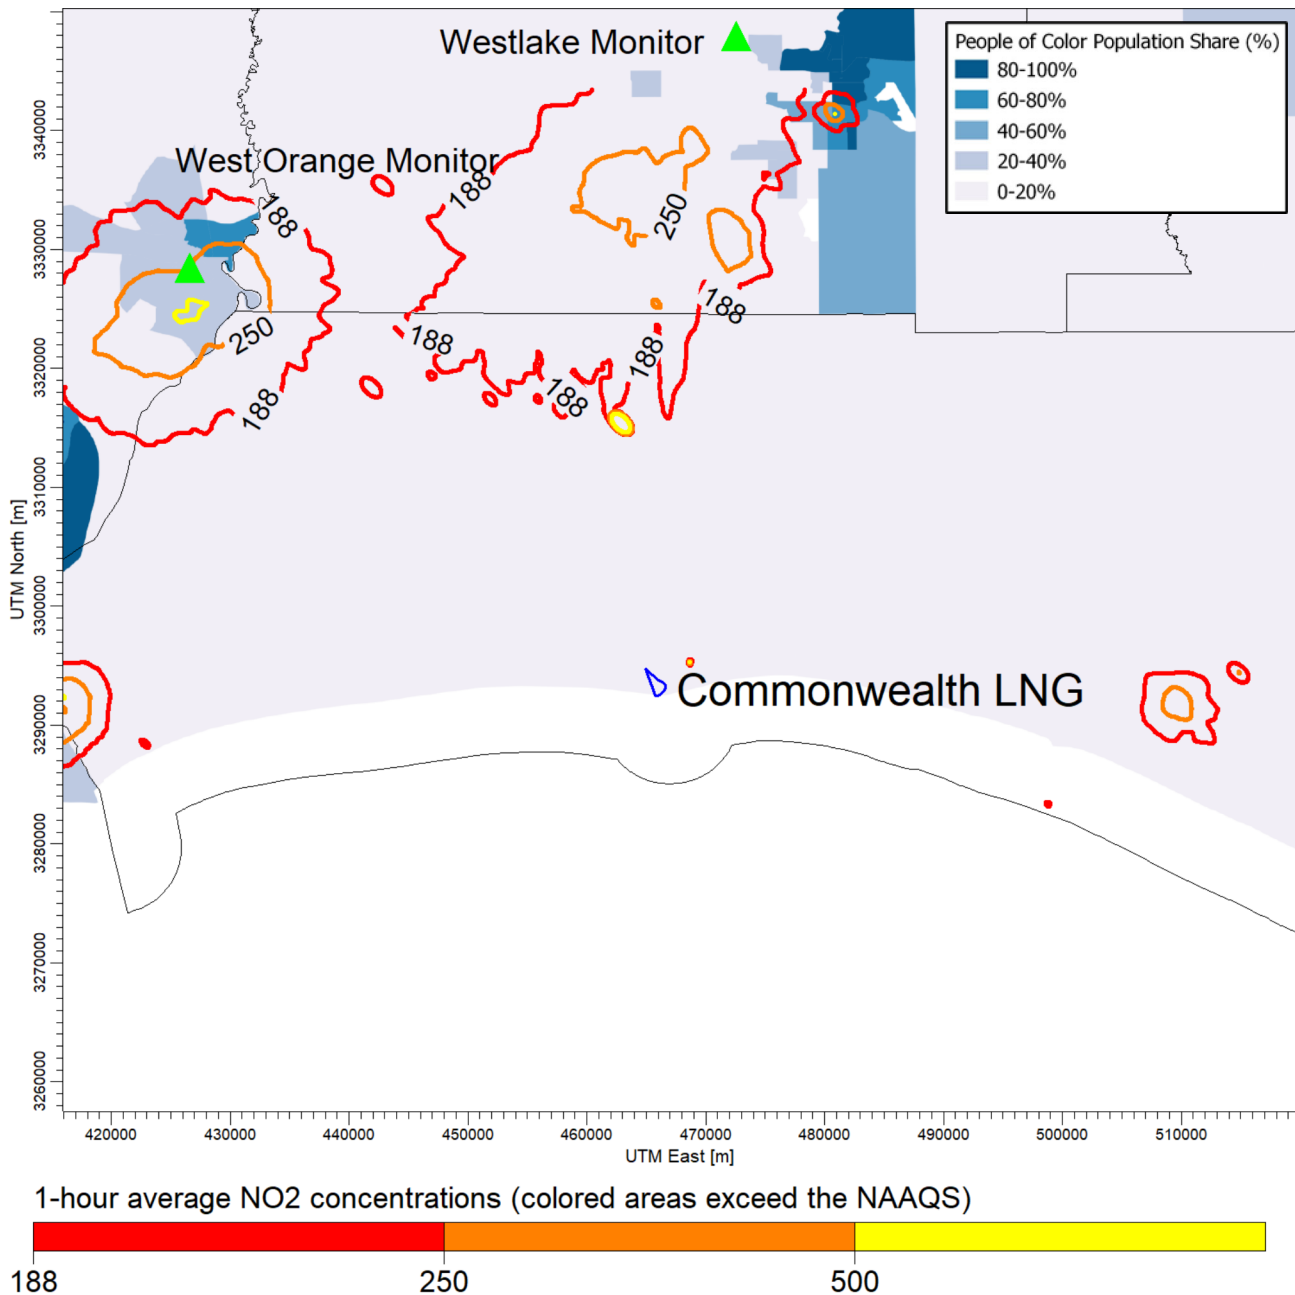 Westlake Monitor
People of Color Population Share (%)
80-100%
60-80%
40-60%
20-40%
0-20%
West Orange Monitor
188
188
250
188
250
188
188
188
188
188
Commonwealth LNG
UTM North [m]
3340000
3330000
3320000
3310000
3300000
3290000
3280000
3270000
3260000
420000 430000 440000 450000 460000 470000 480000 490000 500000 510000
UTM East [m]
1-hour average NO2 concentrations (colored areas exceed the NAAQS)
188 250 500